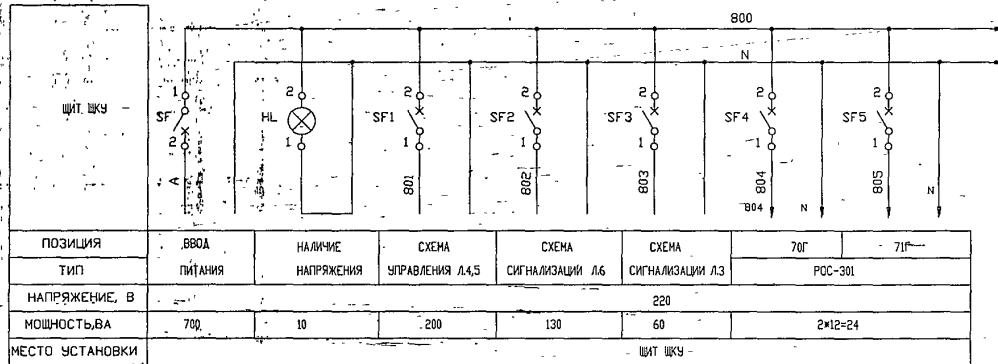 800
N
ЩИТ ЩКУ
1
2
2
2
2
2
2
SF
HL
SF1
SF2
SF3
SF4
SF5
2
1
1
1
1
1
1
A
801
802
803
804
805
804
N
N
ПОЗИЦИЯ
ТИП
ВВОД
ПИТАНИЯ
НАЛИЧИЕ
НАПРЯЖЕНИЯ
СХЕМА
УПРАВЛЕНИЯ Л.4,5
СХЕМА
СИГНАЛИЗАЦИИ Л.6
СХЕМА
СИГНАЛИЗАЦИИ Л.3
70Г
71Г
РОС-301
НАПРЯЖЕНИЕ, В
220
МОЩНОСТЬ,ВА
700
10
200
130
60
2*12=24
МЕСТО УСТАНОВКИ
ЩИТ ЩКУ